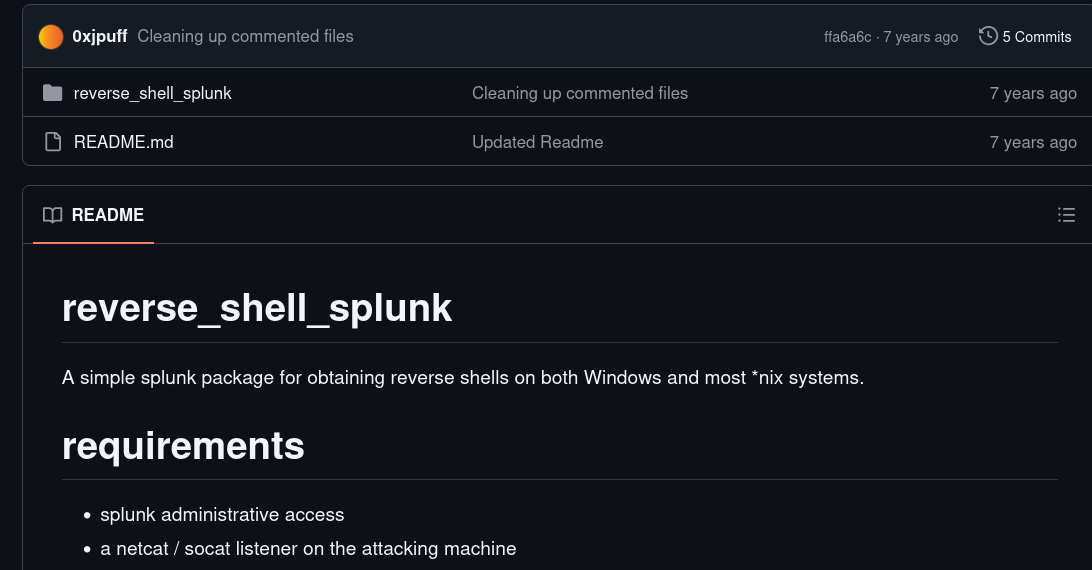 0xjpuff Cleaning up commented files ffa6a6c · 7 years ago 5 Commits
reverse_shell_splunk Cleaning up commented files 7 years ago
README.md Updated Readme 7 years ago
README
reverse_shell_splunk
A simple splunk package for obtaining reverse shells on both Windows and most *nix systems.
requirements
• splunk administrative access
• a netcat / socat listener on the attacking machine